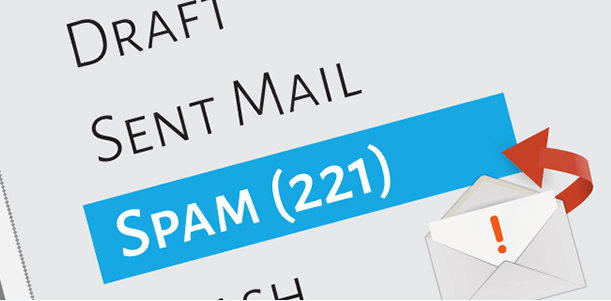 DRAFT
SENT MAIL
SPAM (221)
!